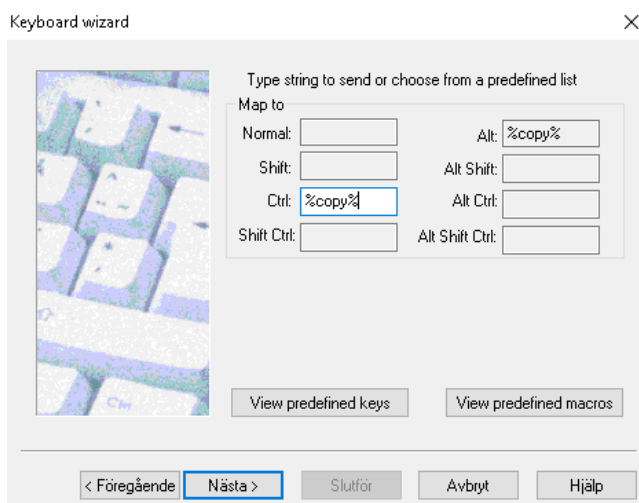 Keyboard wizard
Type string to send or choose from a predefined list
Map to
Normal:
Alt: %copy%
Shift:
Alt Shift:
Ctrl: %copy%
Alt Ctrl:
Shift Ctrl:
Alt Shift Ctrl:
View predefined keys View predefined macros
< Föregående Nästa > Slutför Avbryt Hjälp